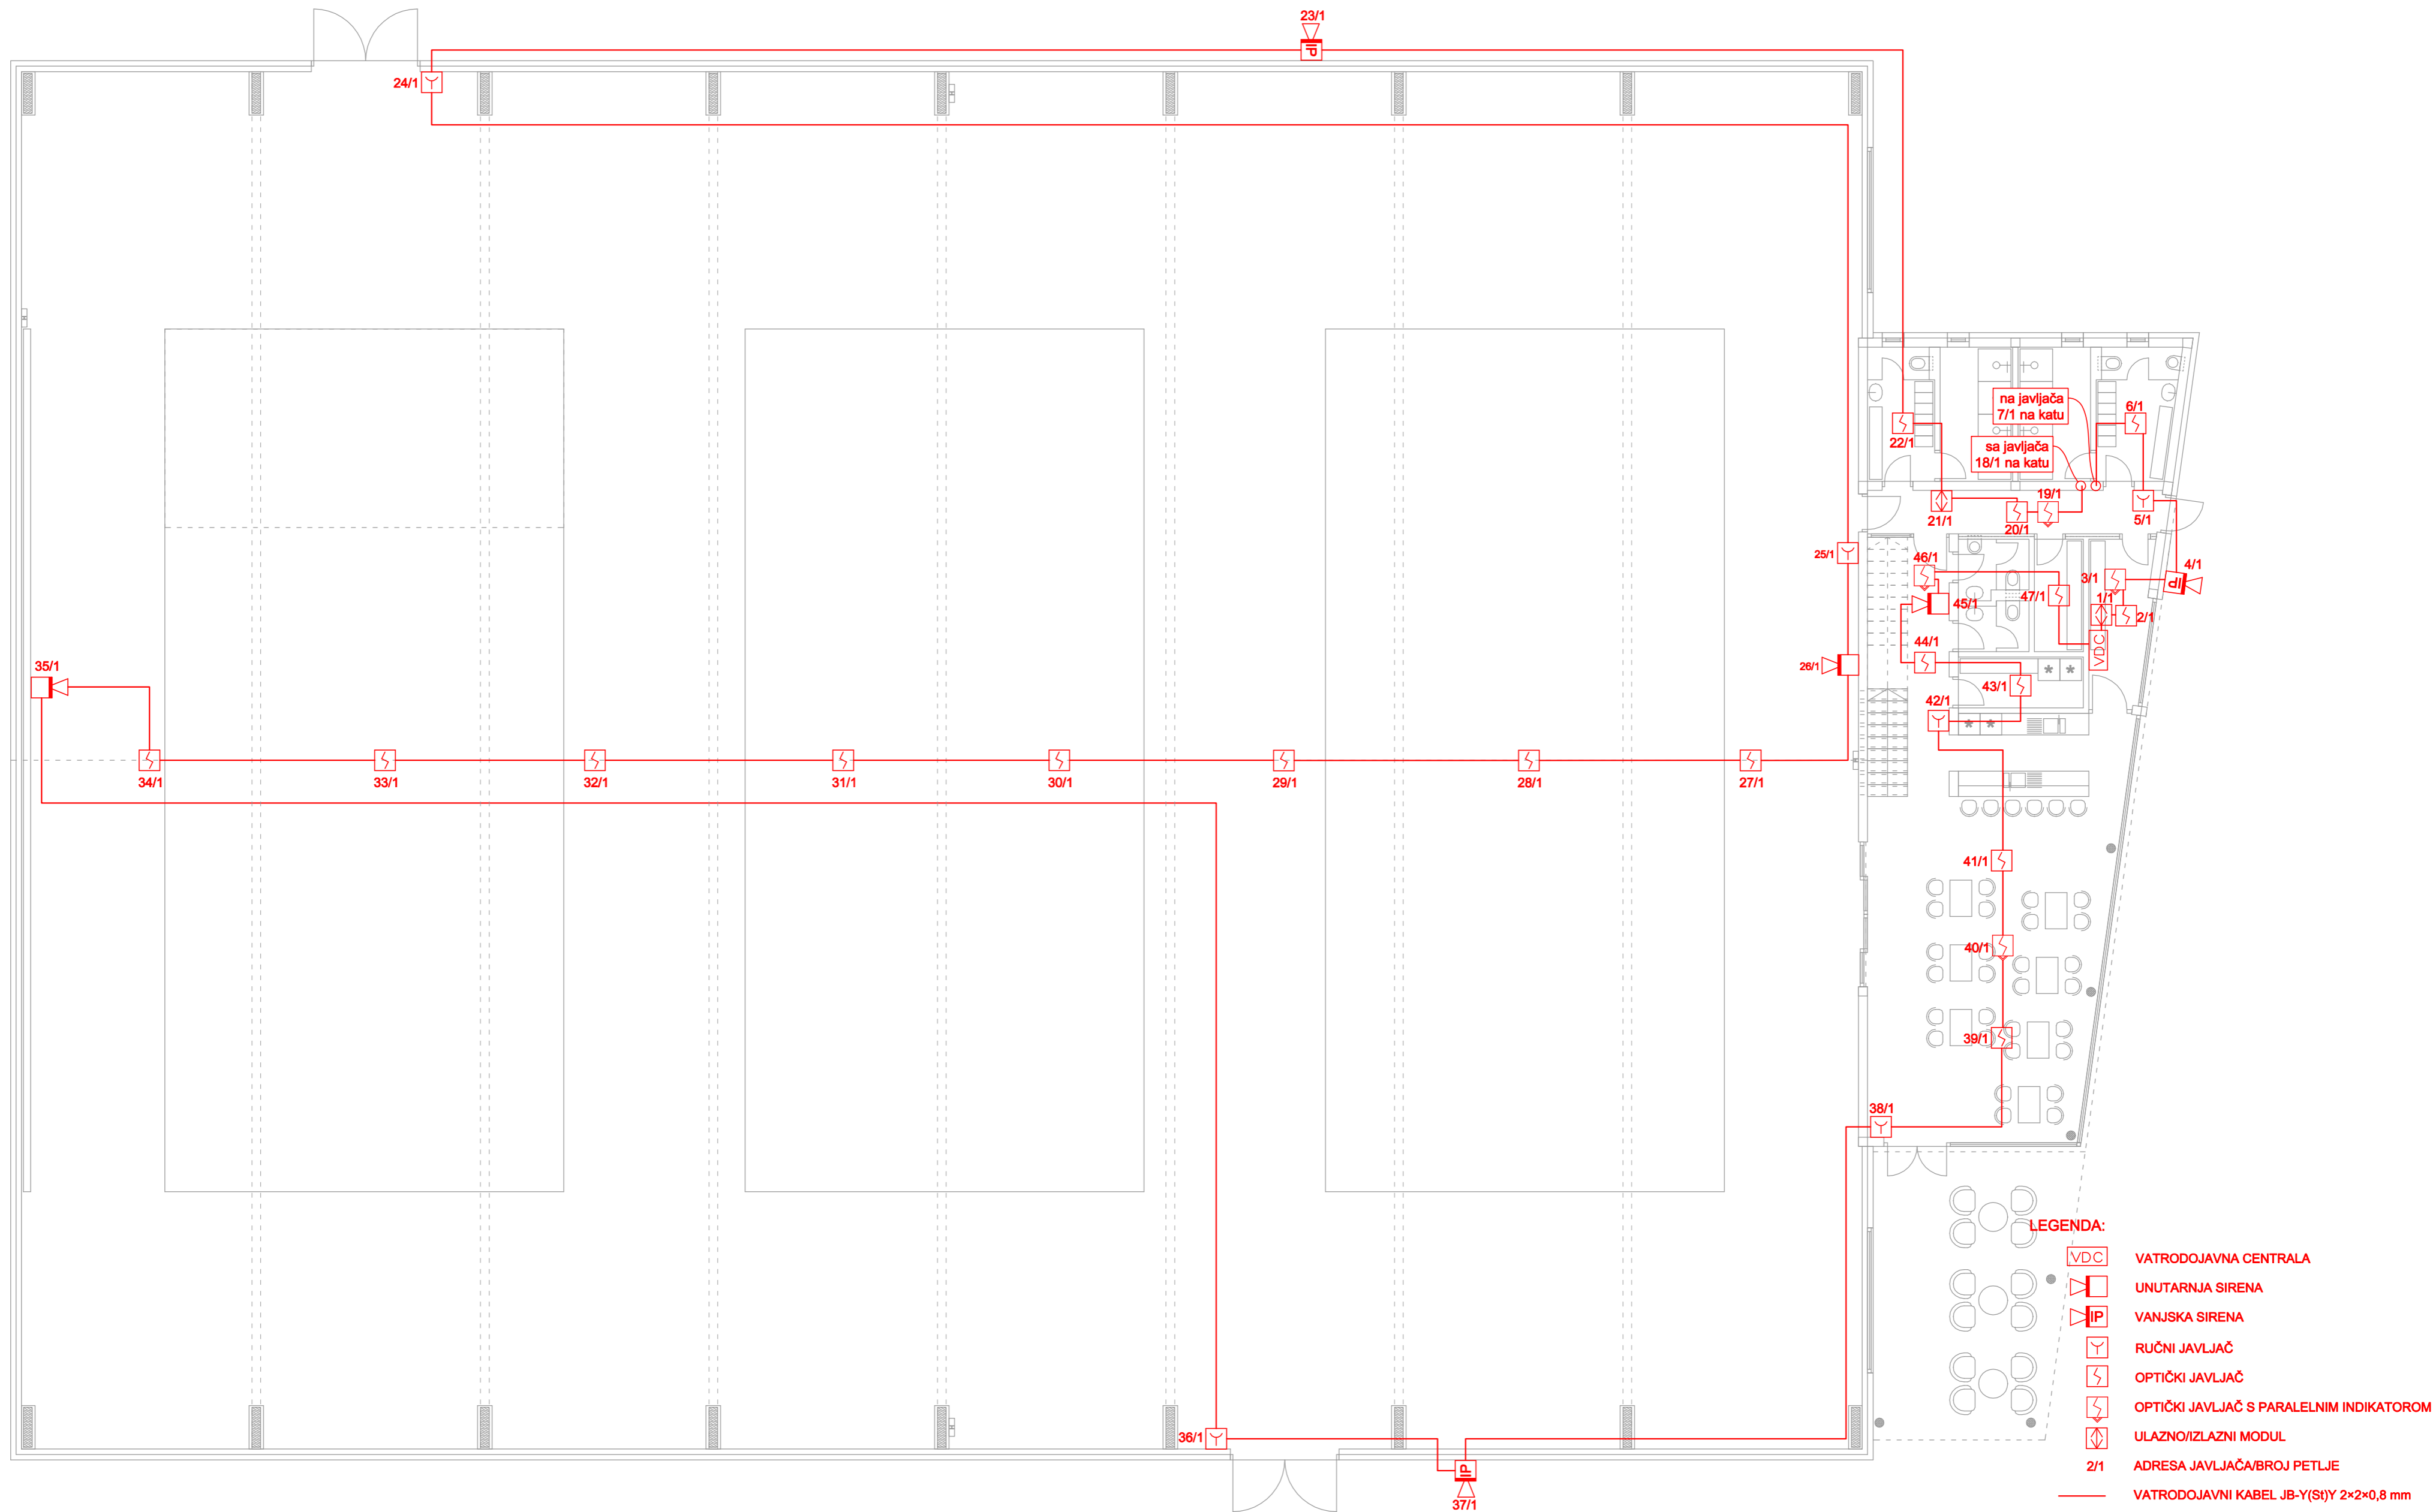 23/1
IP
24/1
na javljača
7/1 na katu
6/1
22/1
sa javljača
18/1 na katu
19/1
21/1
20/1
5/1
25/1
46/1
3/1
4/1
IP
47/1
1/1
45/1
2/1
VDC
44/1
26/1
35/1
43/1
42/1
34/1
33/1
32/1
31/1
30/1
29/1
28/1
27/1
41/1
40/1
39/1
38/1
36/1
IP
37/1
LEGENDA:
VDC VATRODOJAVNA CENTRALA
UNUTARNJA SIRENA
IP VANJSKA SIRENA
RUČNI JAVLJAČ
OPTIČKI JAVLJAČ
OPTIČKI JAVLJAČ S PARALELNIM INDIKATOROM
ULAZNO/IZLAZNI MODUL
2/1 ADRESA JAVLJAČA/BROJ PETLJE
VATRODOJAVNI KABEL JB-Y(St)Y 2×2×0,8 mm